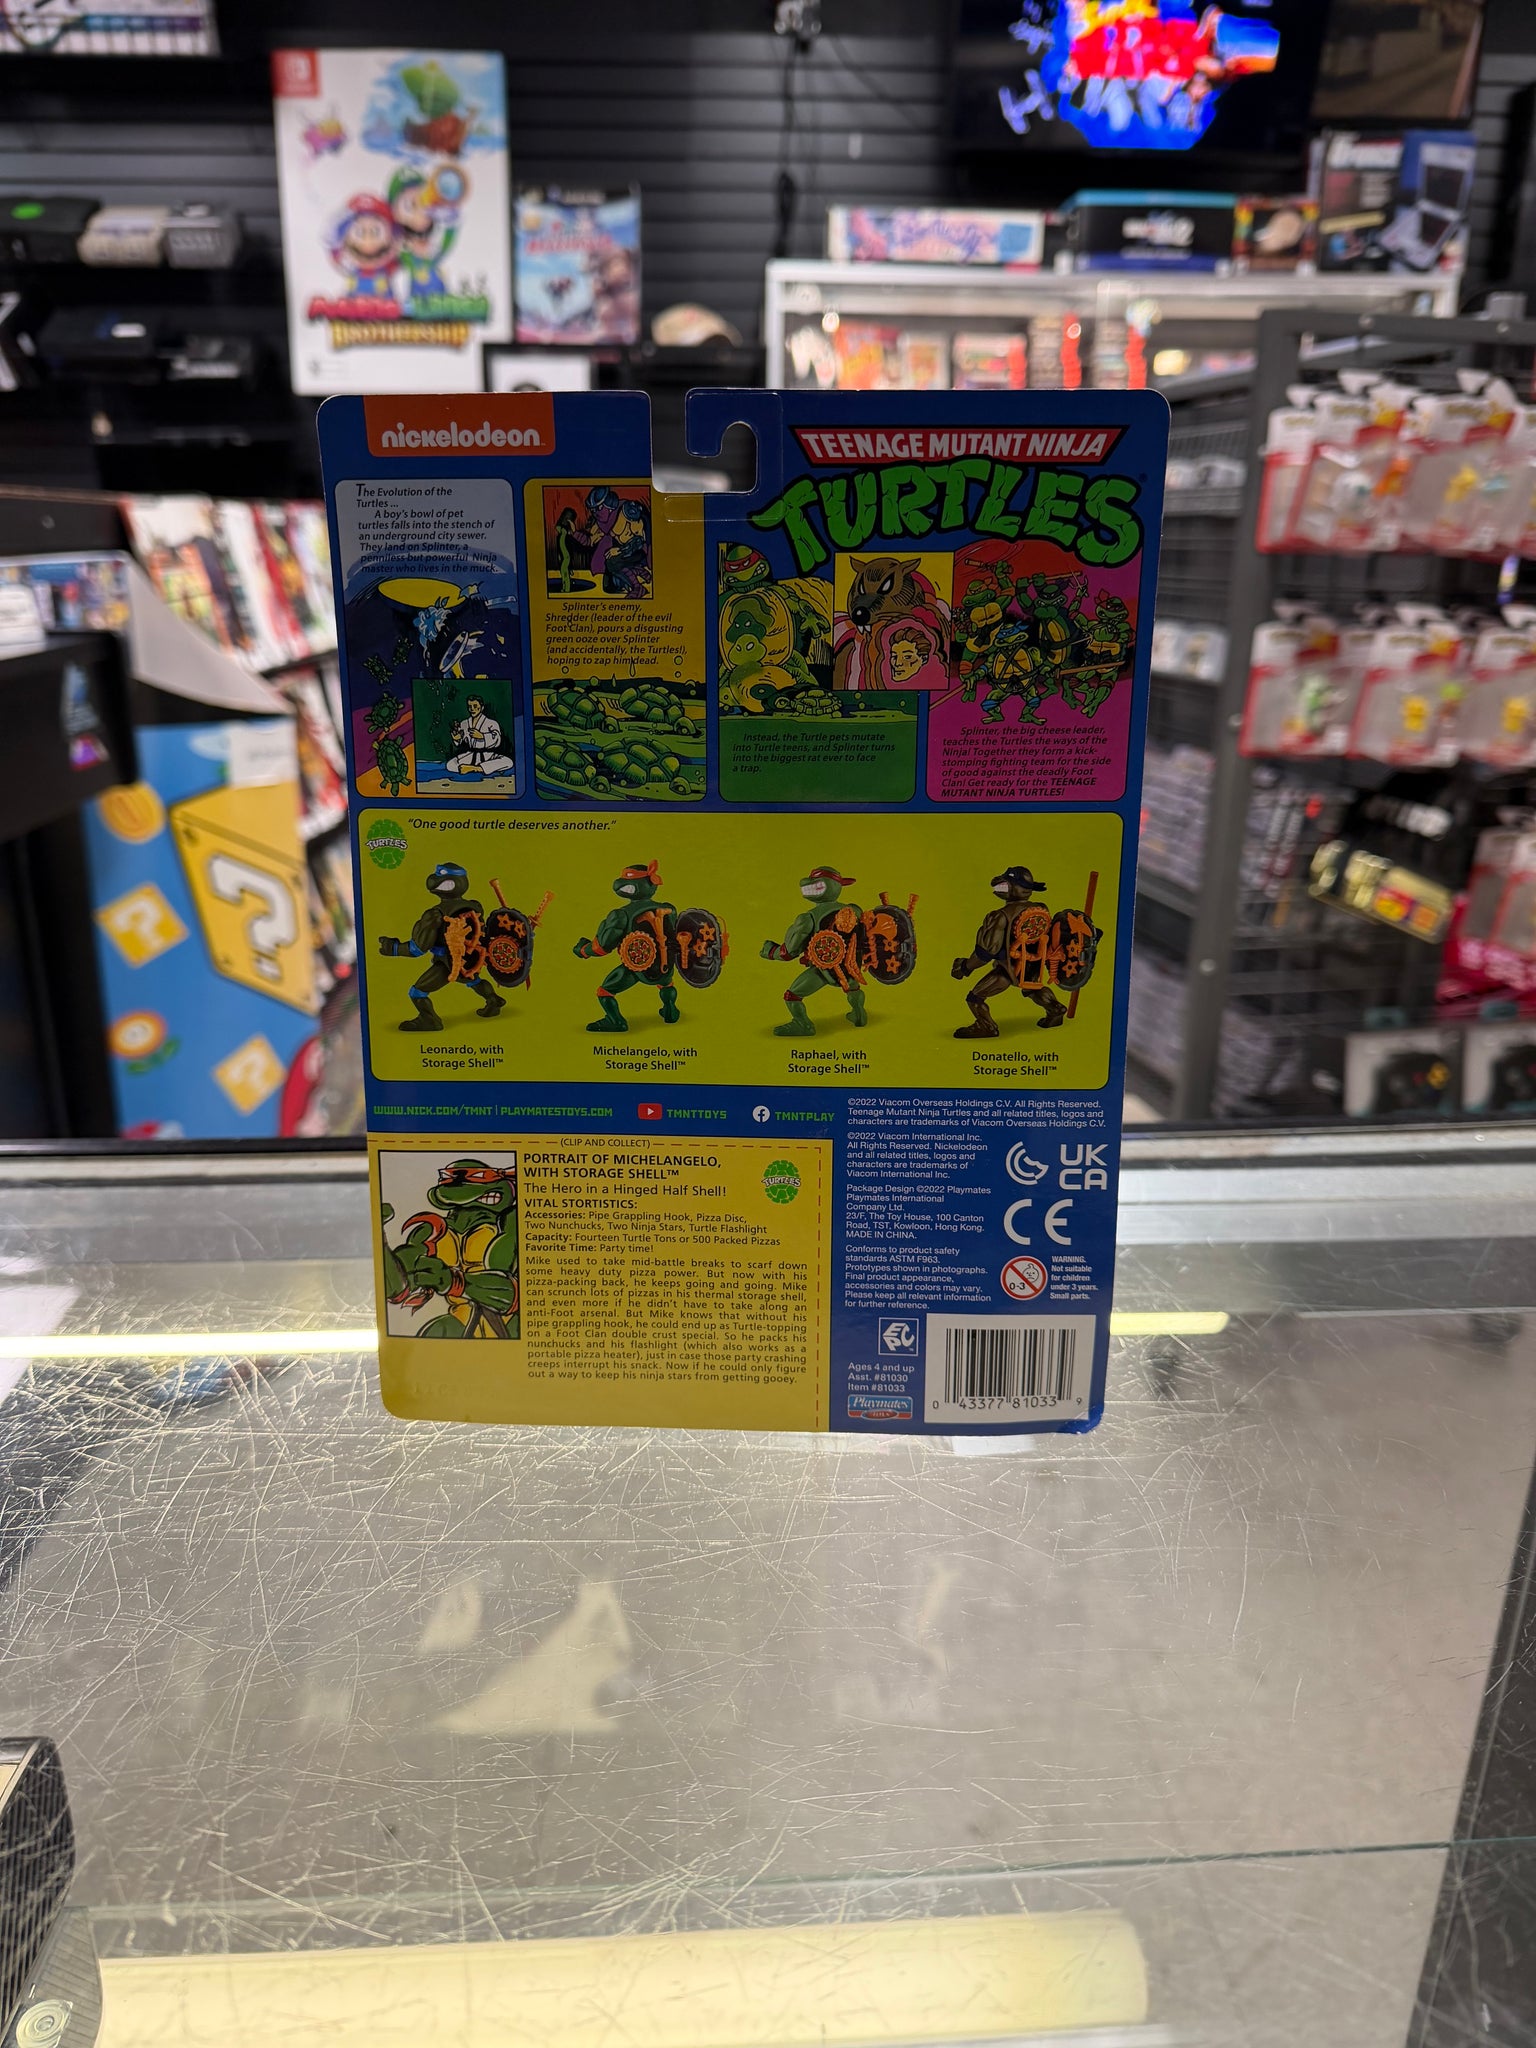 nickelodeon
TEENAGE MUTANT NINJA
TURTLES
The Evolution of the
Turtles ...
A boy's bowl of pet
turtles falls into the stench of
an underground city sewer.
They land on Splinter, a
penniless but powerful Ninja
master who lives in the muck.
Splinter's enemy,
Shredder (leader of the evil
Foot Clan), pours a disgusting
green ooze over Splinter
(and accidentally, the Turtles!),
hoping to zap him dead.
Instead, the Turtle pets mutate
into Turtle teens, and Splinter turns
into the biggest rat ever to face
a trap.
Splinter, the big cheese leader,
teaches the Turtles the ways of the
Ninja! Together they form a kick-
stomping fighting team for the side
of good against the deadly Foot
Clan! Get ready for the TEENAGE
MUTANT NINJA TURTLES!
TURTLES
"One good turtle deserves another."
Leonardo, with
Storage Shell™
Michelangelo, with
Storage Shell™
Raphael, with
Storage Shell™
Donatello, with
Storage Shell™
WWW.NICK.COM/TMNT | PLAYMATESTOYS.COM
TMNTTOYS
TMNTPLAY
(CLIP AND COLLECT)
PORTRAIT OF MICHELANGELO,
WITH STORAGE SHELL™
The Hero in a Hinged Half Shell!
TURTLES
VITAL STORTISTICS:
Accessories: Pipe Grappling Hook, Pizza Disc,
Two Nunchucks, Two Ninja Stars, Turtle Flashlight
Capacity: Fourteen Turtle Tons or 500 Packed Pizzas
Favorite Time: Party time!
Mike used to take mid-battle breaks to scarf down
some heavy duty pizza power. But now with his
pizza-packing back, he keeps going and going. Mike
can scrunch lots of pizzas in his thermal storage shell,
and even more if he didn't have to take along an
anti-Foot arsenal. But Mike knows that without his
pipe grappling hook, he could end up as Turtle-topping
on a Foot Clan double crust special. So he packs his
nunchucks and his flashlight (which also works as a
portable pizza heater), just in case those party crashing
creeps interrupt his snack. Now if he could only figure
out a way to keep his ninja stars from getting gooey.
©2022 Viacom Overseas Holdings C.V. All Rights Reserved.
Teenage Mutant Ninja Turtles and all related titles, logos and
characters are trademarks of Viacom Overseas Holdings C.V.
©2022 Viacom International Inc.
All Rights Reserved. Nickelodeon
and all related titles, logos and
characters are trademarks of
Viacom International Inc.
Package Design ©2022 Playmates
Playmates International
Company Ltd.
23/F, The Toy House, 100 Canton
Road, TST, Kowloon, Hong Kong.
MADE IN CHINA.
Conforms to product safety
standards ASTM F963.
Prototypes shown in photographs.
Final product appearance,
accessories and colors may vary.
Please keep all relevant information
for further reference.
UK
CA
CE
0-3
WARNING.
Not suitable
for children
under 3 years.
Small parts.
Ages 4 and up
Asst. #81030
Item #81033
Playmates
TOYS
0 43377 81033 9
MARIO & LUIGI
BROTHERSHIP